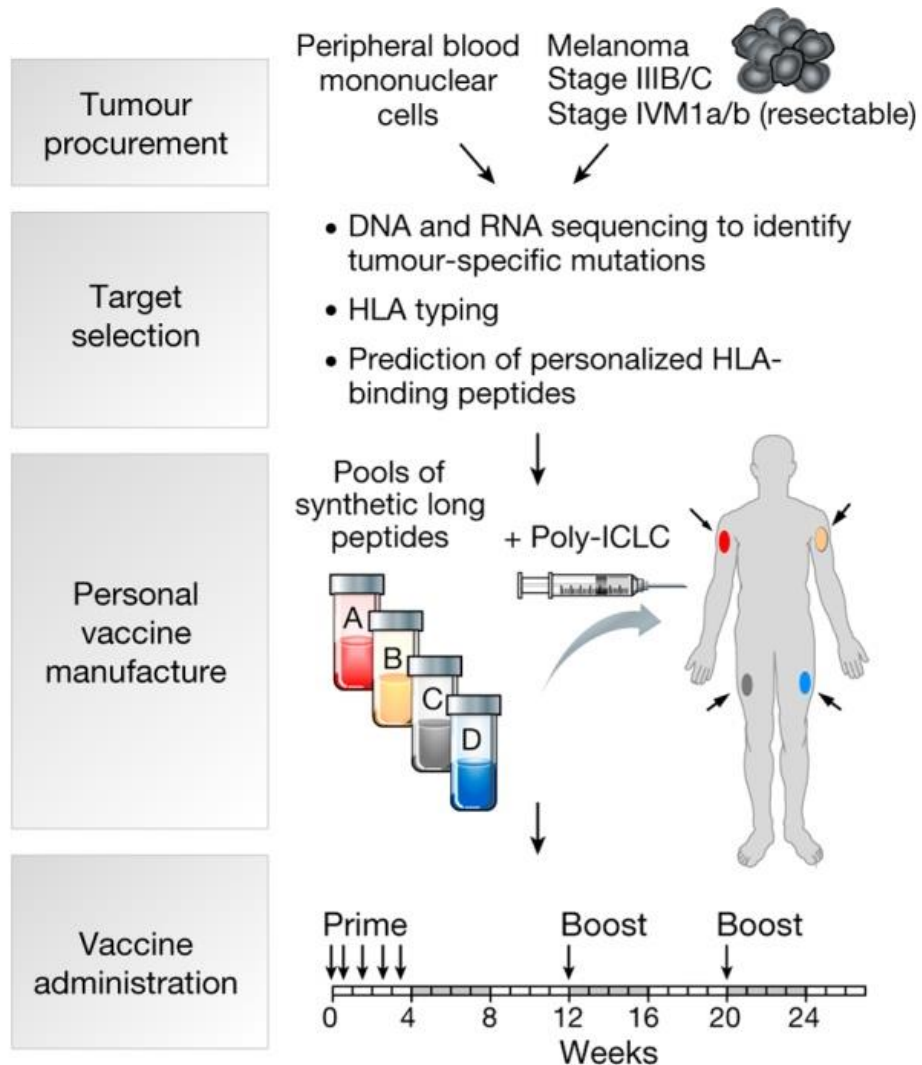 Tumour
procurement
Peripheral blood
mononuclear
cells
Melanoma
Stage IIIB/C
Stage IVM1a/b (resectable)
Target
selection
• DNA and RNA sequencing to identify
tumour-specific mutations
• HLA typing
• Prediction of personalized HLA-
binding peptides
Personal
vaccine
manufacture
Pools of
synthetic long
peptides
+ Poly-ICLC
A
B
C
D
Vaccine
administration
Prime
Boost
Boost
0 4 8 12 16 20 24
Weeks